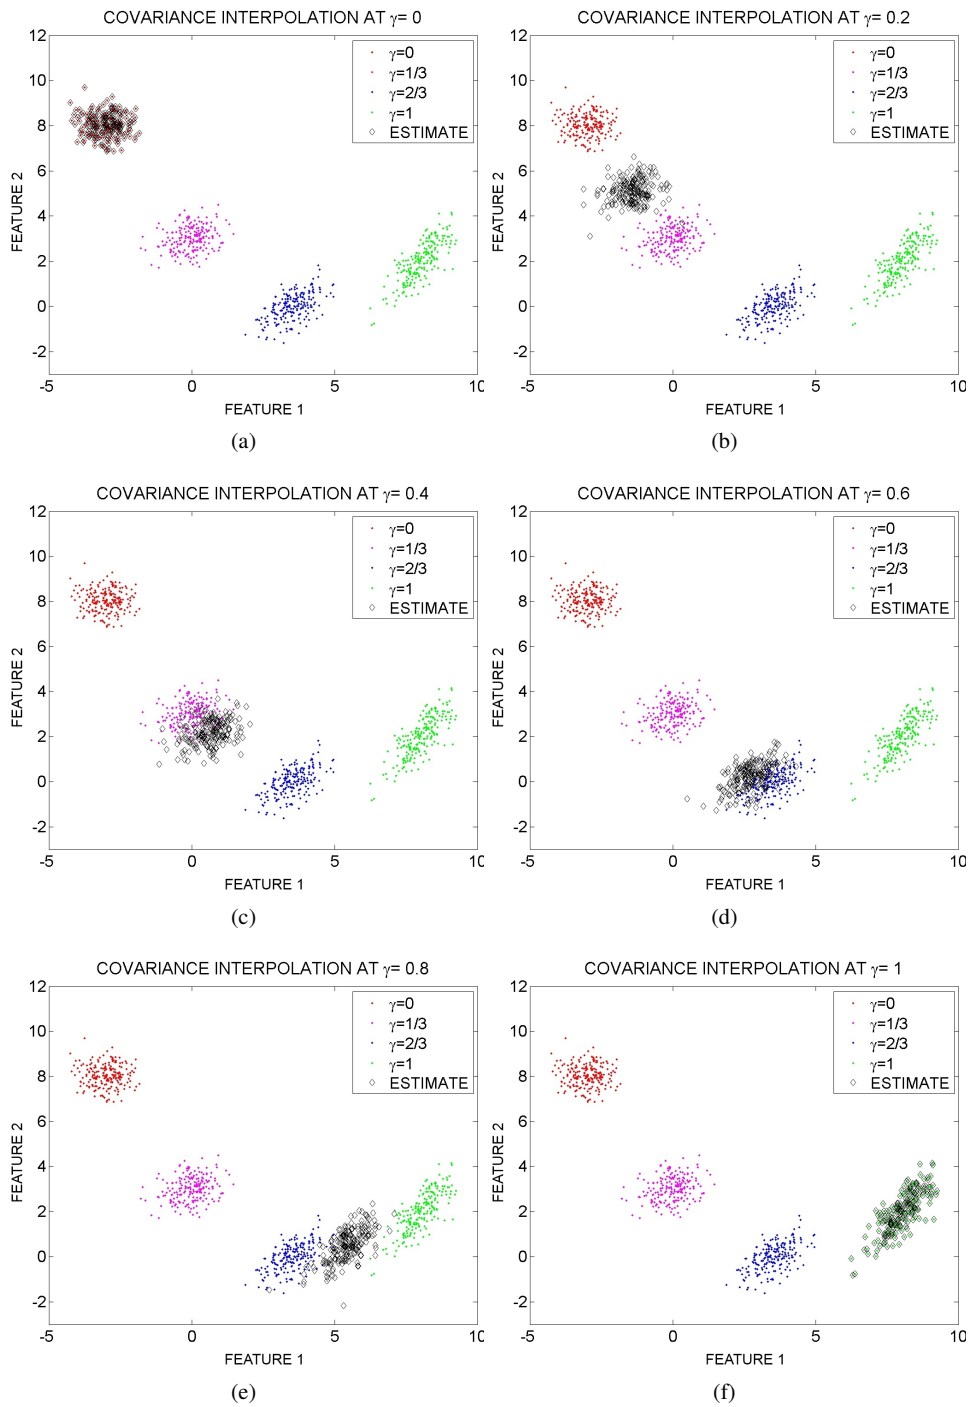 COVARIANCE INTERPOLATION AT γ= 0
12
10
8
6
4
2
0
-2
-5
0
5
10
FEATURE 2
FEATURE 1
γ=0
γ=1/3
γ=2/3
γ=1
ESTIMATE
(a)
COVARIANCE INTERPOLATION AT γ= 0.2
12
10
8
6
4
2
0
-2
-5
0
5
10
FEATURE 2
FEATURE 1
γ=0
γ=1/3
γ=2/3
γ=1
ESTIMATE
(b)
COVARIANCE INTERPOLATION AT γ= 0.4
12
10
8
6
4
2
0
-2
-5
0
5
10
FEATURE 2
FEATURE 1
γ=0
γ=1/3
γ=2/3
γ=1
ESTIMATE
(c)
COVARIANCE INTERPOLATION AT γ= 0.6
12
10
8
6
4
2
0
-2
-5
0
5
10
FEATURE 2
FEATURE 1
γ=0
γ=1/3
γ=2/3
γ=1
ESTIMATE
(d)
COVARIANCE INTERPOLATION AT γ= 0.8
12
10
8
6
4
2
0
-2
-5
0
5
10
FEATURE 2
FEATURE 1
γ=0
γ=1/3
γ=2/3
γ=1
ESTIMATE
(e)
COVARIANCE INTERPOLATION AT γ= 1
12
10
8
6
4
2
0
-2
-5
0
5
10
FEATURE 2
FEATURE 1
γ=0
γ=1/3
γ=2/3
γ=1
ESTIMATE
(f)